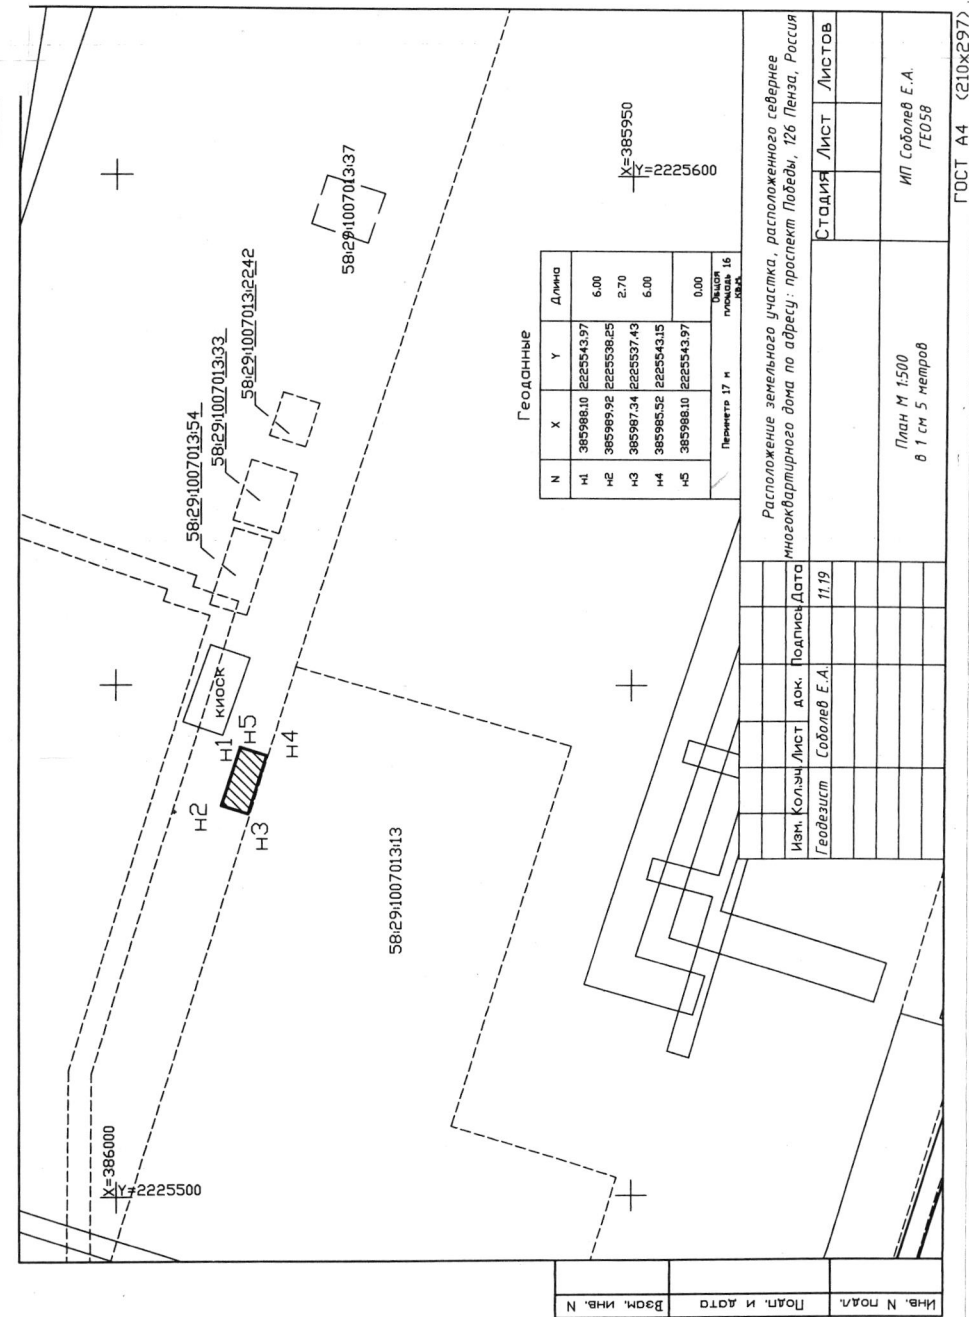 58:29:1007013:54
58:29:1007013:33
58:29:1007013:2242
58:29:1007013:37
киоск
н1
н5
н2
н4
н3
58:29:1007013:13
X=386000
Y=2225500
X=385950
Y=2225600
Геоданные
N X Y Длина
н1 385988.10 2225543.97
6.00
н2 385989.92 2225538.25
2.70
н3 385987.34 2225537.43
6.00
н4 385985.52 2225543.15
н5 385988.10 2225543.97 0.00
Периметр 17 м
Общая
площадь 16
кв.м.
Расположение земельного участка, расположенного севернее
многоквартирного дома по адресу: проспект Победы, 126 Пенза, Россия
Изм. Кол.уч. Лист док. Подпись Дата
Геодезист Соболев Е.А. 11.19
Стадия Лист Листов
План М 1:500
в 1 см 5 метров
ИП Соболев Е.А.
ГЕО58
ГОСТ А4 (210x297)
Взам. инв. N
Подп. и дата
Инв. N подл.